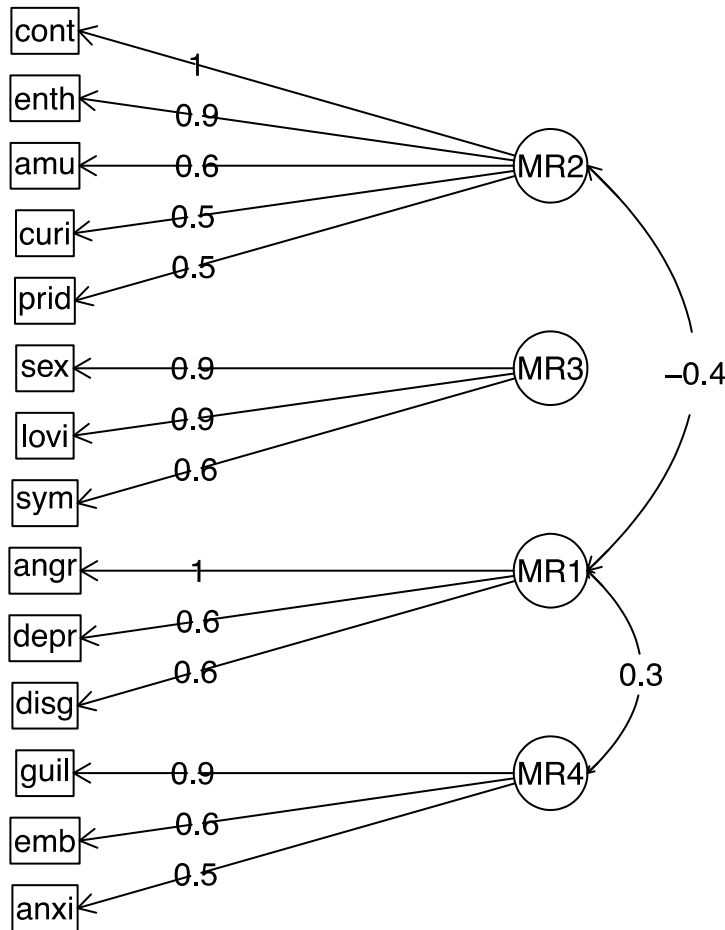 cont
1
enth
0.9
amu
0.6
MR2
curi
0.5
prid
0.5
sex
0.9
MR3
−0.4
lovi
0.9
sym
0.6
angr
1
MR1
depr
0.6
disg
0.6
0.3
guil
0.9
MR4
emb
0.6
anxi
0.5